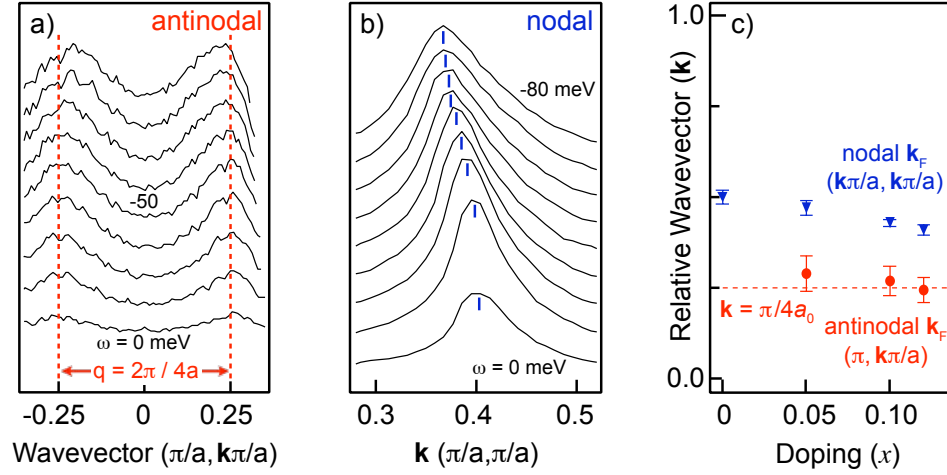 a)
antinodal
-50
ω = 0 meV
q = 2π / 4a
-0.25
0
0.25
Wavevector (π/a, kπ/a)
b)
nodal
-80 meV
ω = 0 meV
0.3
0.4
0.5
k (π/a,π/a)
c)
1.0
0.0
Relative Wavevector (k)
nodal kF
(kπ/a, kπ/a)
k = π/4a0
antinodal kF
(π, kπ/a)
0
0.05
0.10
Doping (x)